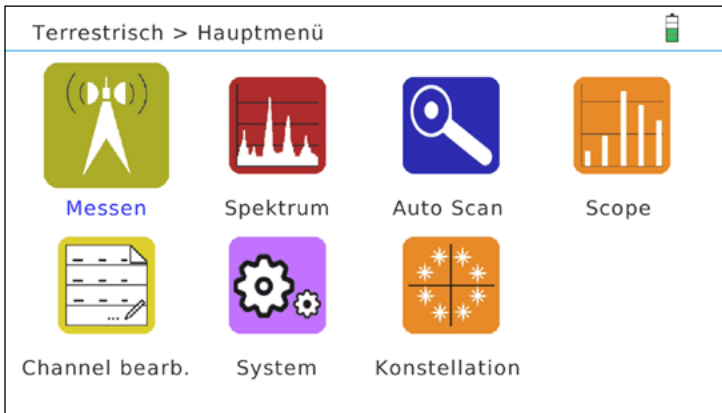 Terrestrisch > Hauptmenü
Messen Spektrum Auto Scan Scope
Channel bearb. System Konstellation